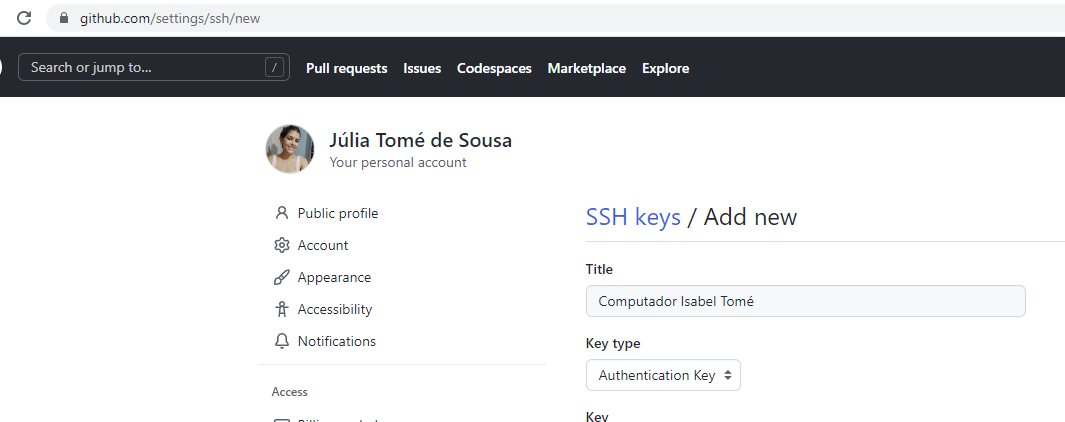 github.com/settings/ssh/new
Search or jump to... /
Pull requests Issues Codespaces Marketplace Explore
Júlia Tomé de Sousa
Your personal account
Public profile
Account
Appearance
Accessibility
Notifications
Access
SSH keys / Add new
Title
Computador Isabel Tomé
Key type
Authentication Key
Key